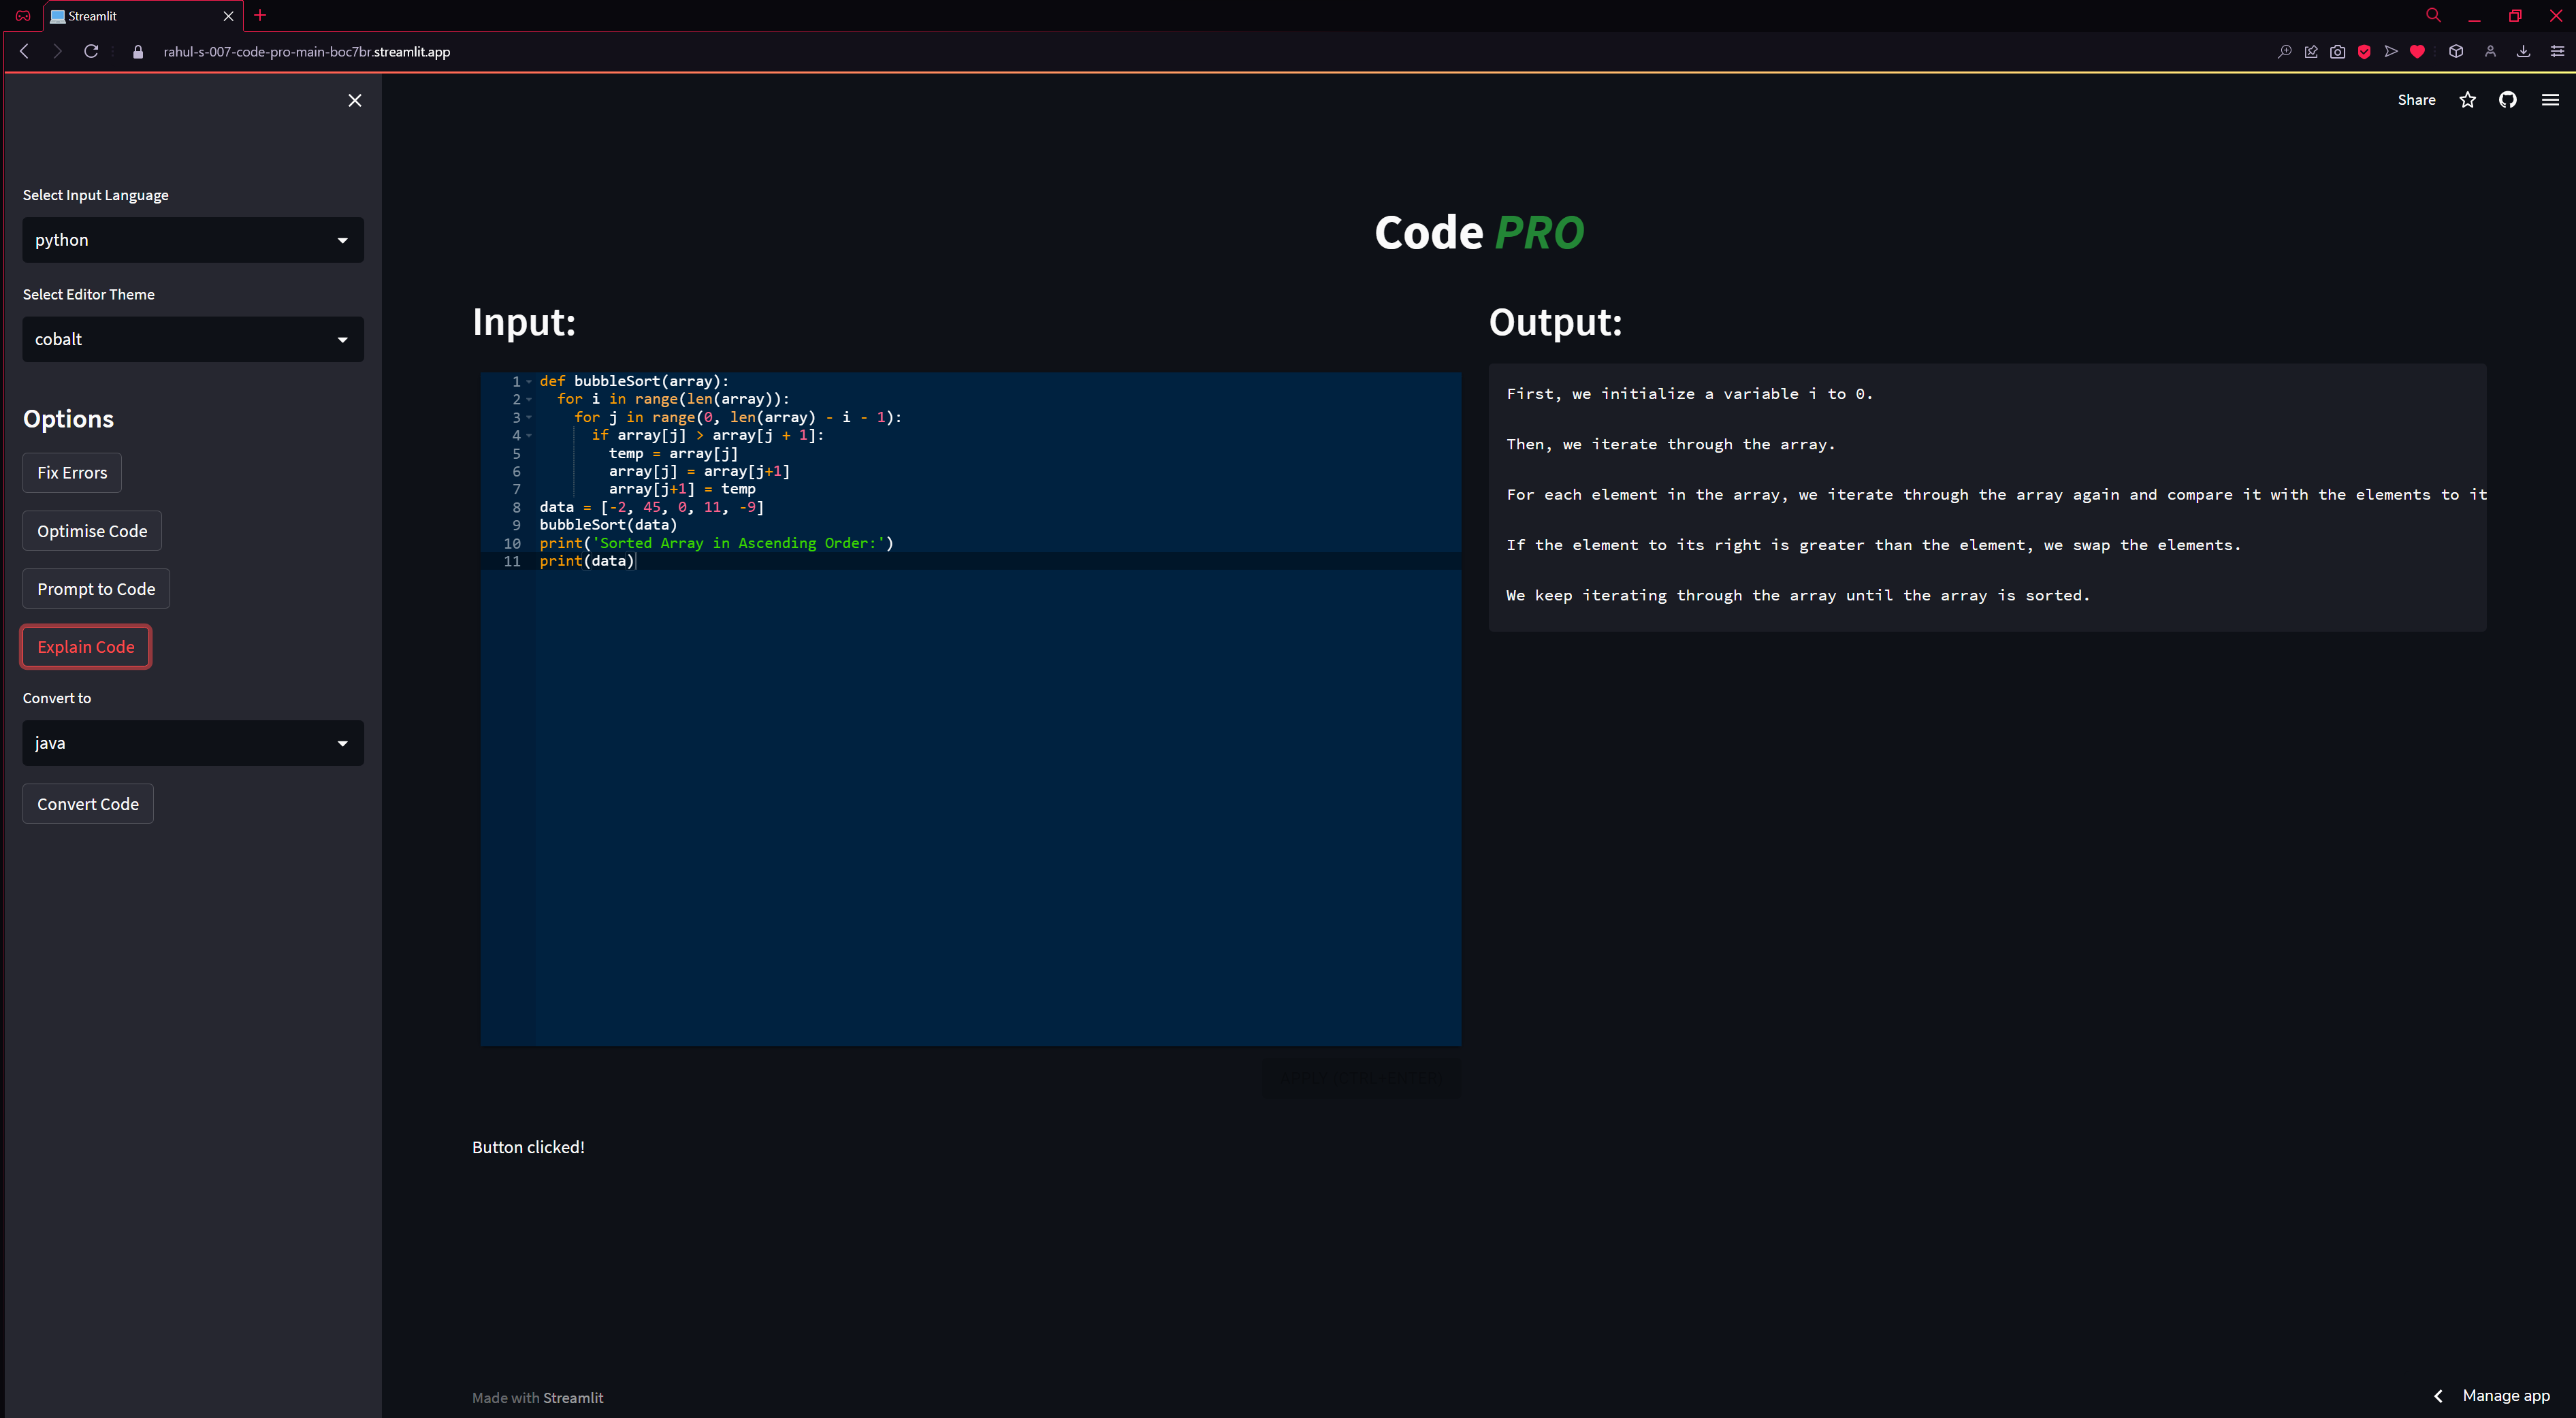 Streamlit
rahul-s-007-code-pro-main-boc7br.streamlit.app
Share
Select Input Language
python
Select Editor Theme
cobalt
Options
Fix Errors
Optimise Code
Prompt to Code
Explain Code
Convert to
java
Convert Code
Code PRO
Input:
1 def bubbleSort(array):
2 for i in range(len(array)):
3 for j in range(0, len(array) - i - 1):
4 if array[j] > array[j + 1]:
5 temp = array[j]
6 array[j] = array[j+1]
7 array[j+1] = temp
8 data = [-2, 45, 0, 11, -9]
9 bubbleSort(data)
10 print('Sorted Array in Ascending Order:')
11 print(data)
Output:
First, we initialize a variable i to 0.
Then, we iterate through the array.
For each element in the array, we iterate through the array again and compare it with the elements to it
If the element to its right is greater than the element, we swap the elements.
We keep iterating through the array until the array is sorted.
Button clicked!
Made with Streamlit
Manage app